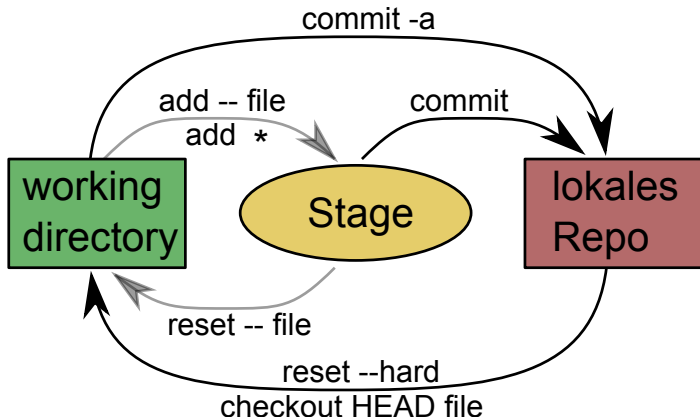 commit -a
add -- file
add *
commit
working
directory
Stage
lokales
Repo
reset -- file
reset --hard
checkout HEAD file